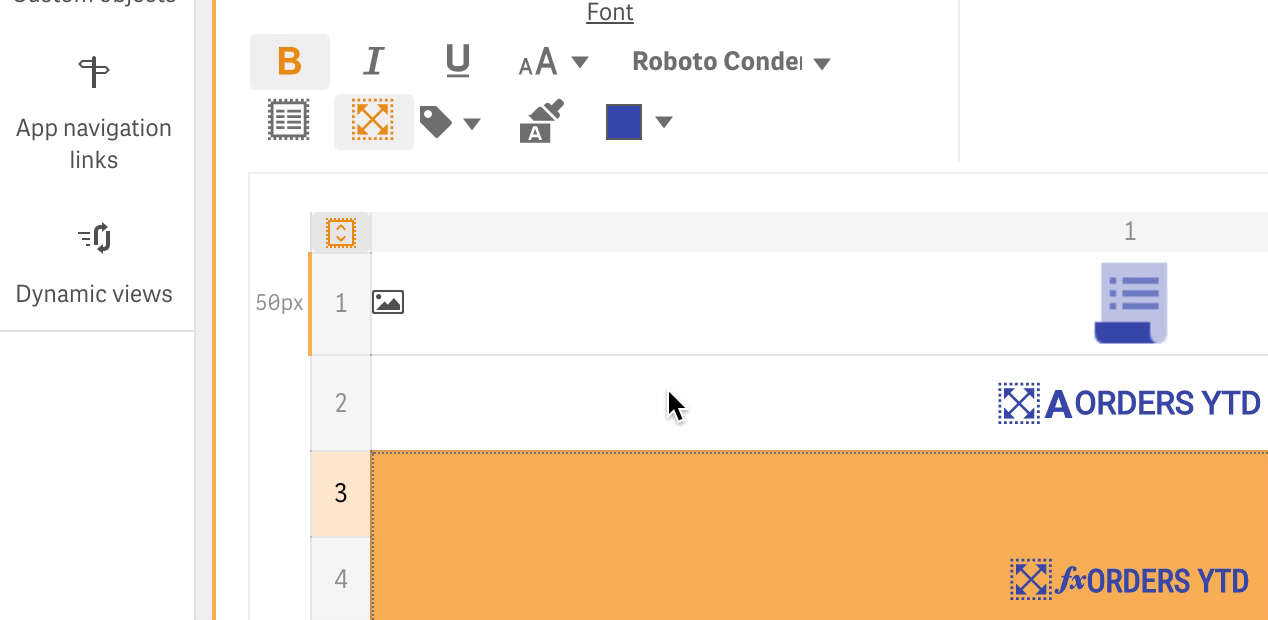 Custom objects
App navigation
links
Dynamic views
Font
B I U AA Roboto Conde
A
1
50px 1
2 A ORDERS YTD
3
4 fx ORDERS YTD